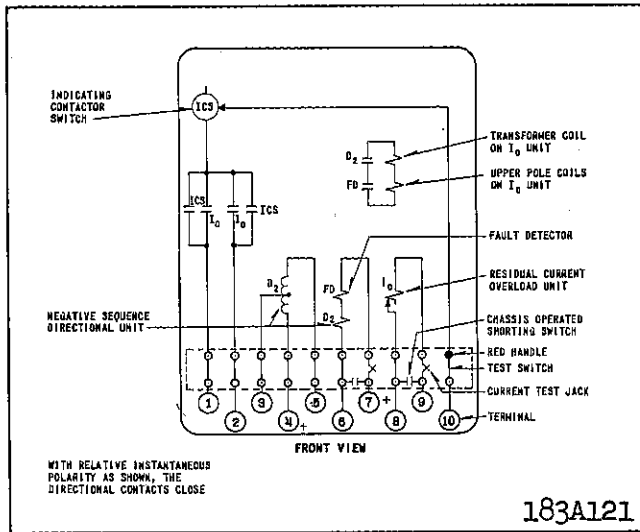 INDICATING
CONTACTOR
SWITCH
ICS
TRANSFORMER COIL
ON I₀ UNIT
D₂
UPPER POLE COILS
ON I₀ UNIT
FD
ICS
I₀
I₀
ICS
FAULT DETECTOR
D₂
FD
I₀
RESIDUAL CURRENT
OVERLOAD UNIT
NEGATIVE SEQUENCE
DIRECTIONAL UNIT
D₂
CHASSIS OPERATED
SHORTING SWITCH
RED HANDLE
TEST SWITCH
CURRENT TEST JACK
1
2
3
4
+
5
6
7
+
8
9
10
TERMINAL
FRONT VIEW
WITH RELATIVE INSTANTANEOUS
POLARITY AS SHOWN, THE
DIRECTIONAL CONTACTS CLOSE
183A121